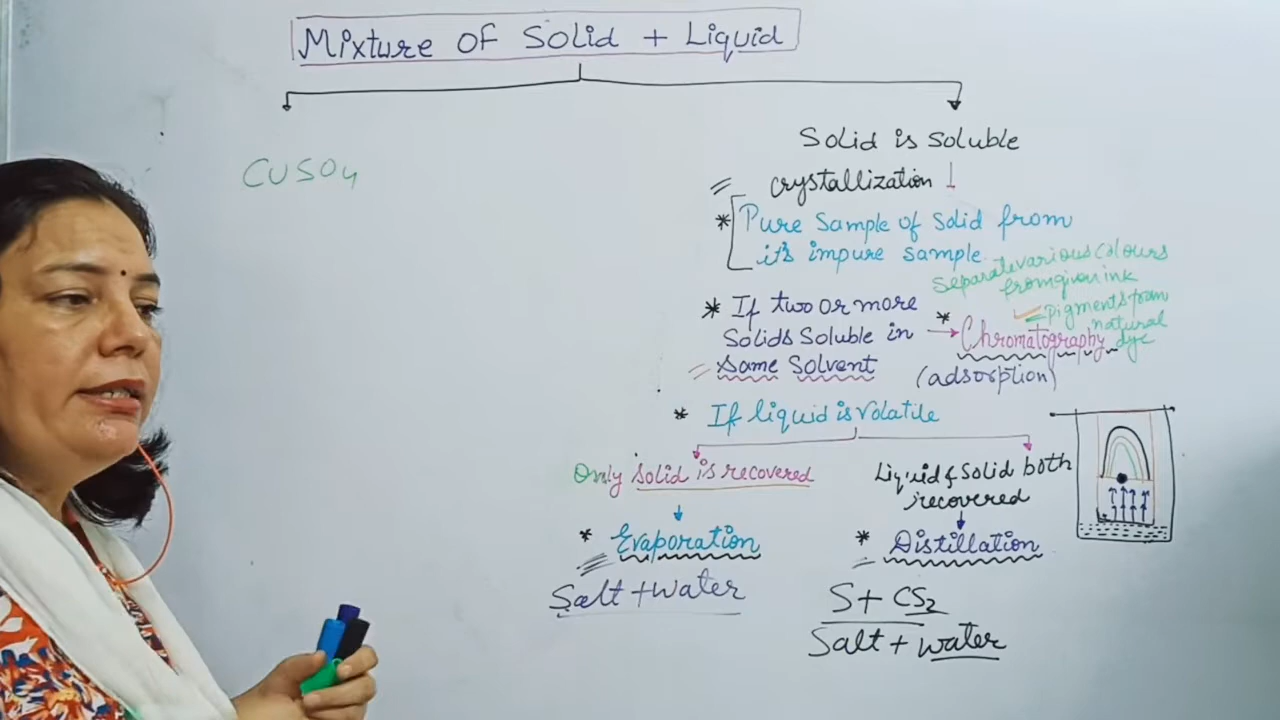 Mixture of Solid + Liquid
CuSO4
Solid is soluble
crystallization
* Pure sample of solid from
it's impure sample
separate various colours
from given ink
pigments from
natural
dye
* If two or more
solids soluble in
same solvent
* Chromatography
(adsorption)
* If liquid is volatile
Only solid is recovered
* Evaporation
Salt + water
Liquid & solid both
recovered
* Distillation
S + CS2
Salt + water